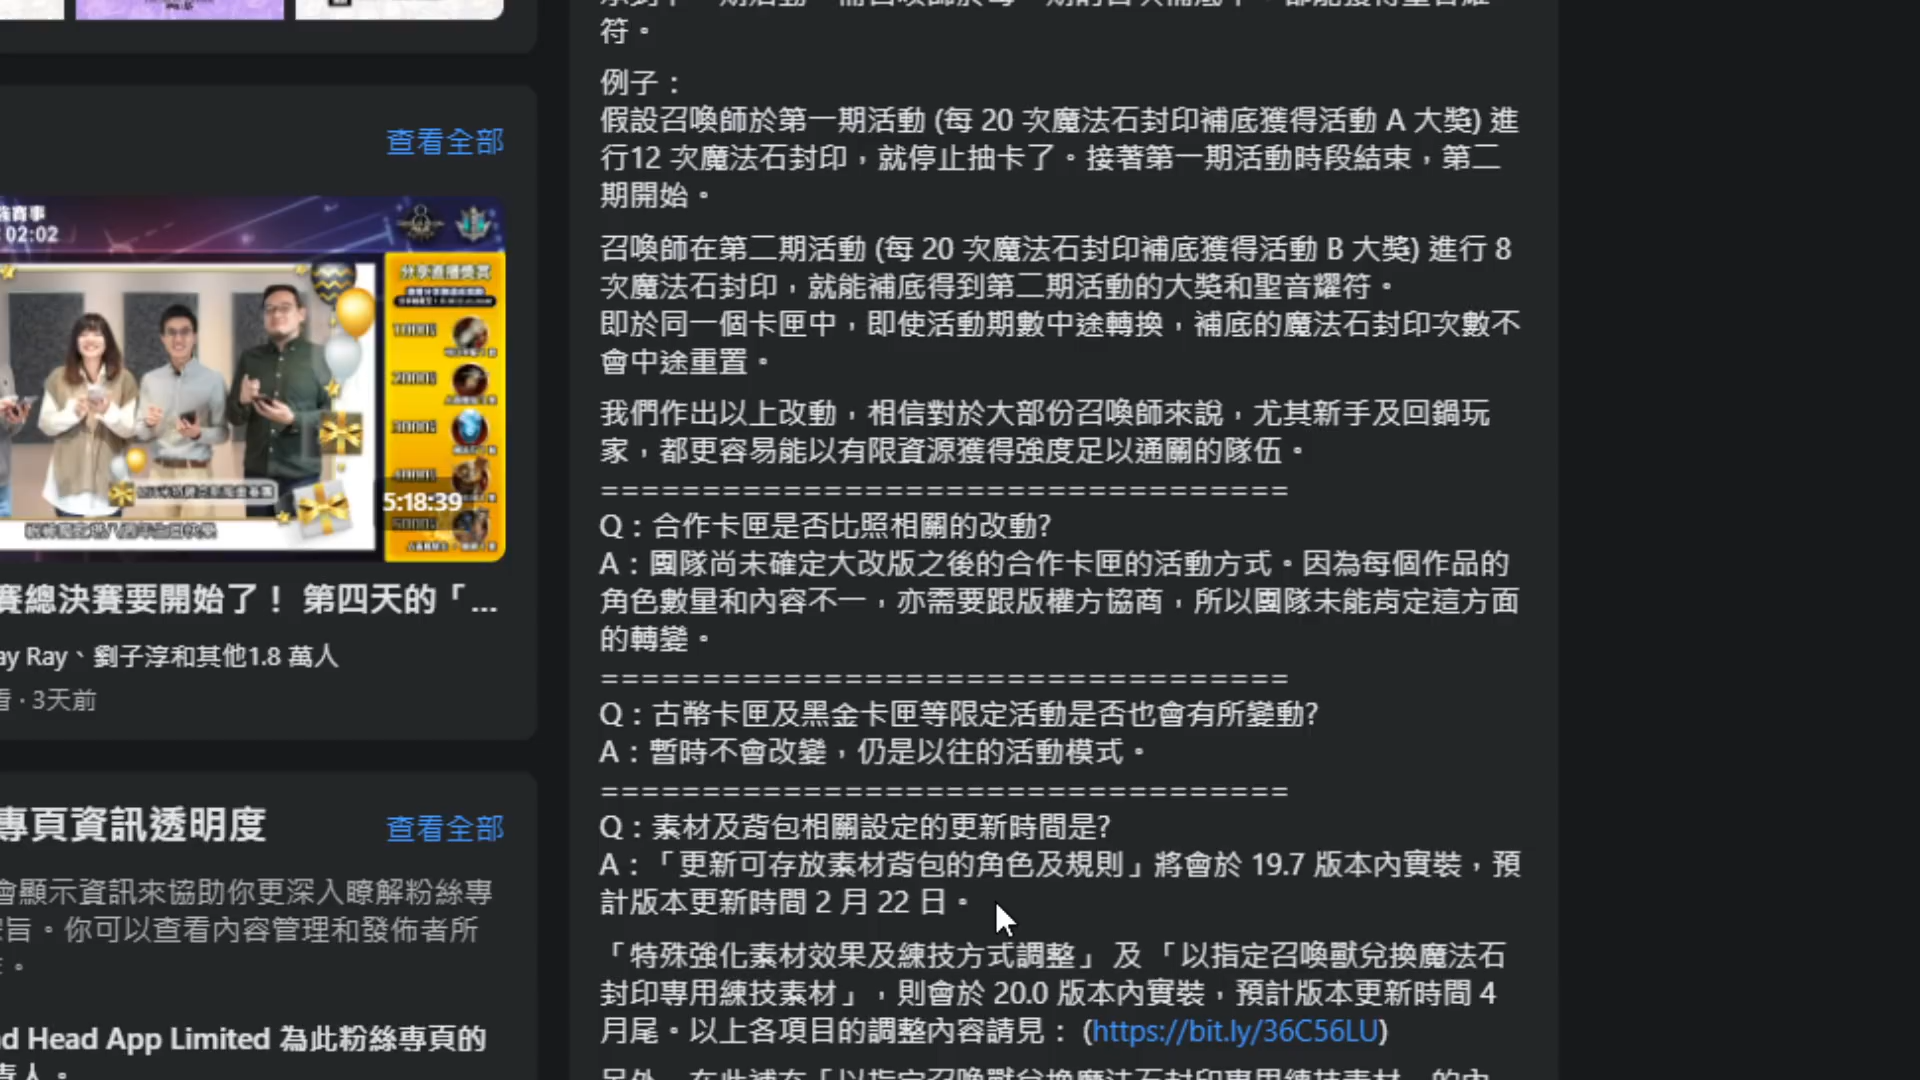 符。
例子：
假設召喚師於第一期活動 (每 20 次魔法石封印補底獲得活動 A 大獎) 進
行12 次魔法石封印，就停止抽卡了。接著第一期活動時段結束，第二
期開始。
召喚師在第二期活動 (每 20 次魔法石封印補底獲得活動 B 大獎) 進行 8
次魔法石封印，就能補底得到第二期活動的大獎和聖音耀符。
即於同一個卡匣中，即使活動期數中途轉換，補底的魔法石封印次數不
會中途重置。
我們作出以上改動，相信對於大部份召喚師來說，尤其新手及回鍋玩
家，都更容易能以有限資源獲得強度足以通關的隊伍。
==================================
Q：合作卡匣是否比照相關的改動?
A：團隊尚未確定大改版之後的合作卡匣的活動方式。因為每個作品的
角色數量和內容不一，亦需要跟版權方協商，所以團隊未能肯定這方面
的轉變。
==================================
Q：古幣卡匣及黑金卡匣等限定活動是否也會有所變動?
A：暫時不會改變，仍是以往的活動模式。
==================================
Q：素材及背包相關設定的更新時間是?
A：「更新可存放素材背包的角色及規則」將會於 19.7 版本內實裝，預
計版本更新時間 2 月 22 日。
「特殊強化素材效果及練技方式調整」 及 「以指定召喚獸兌換魔法石
封印專用練技素材」，則會於 20.0 版本內實裝，預計版本更新時間 4
月尾。以上各項目的調整內容請見： (https://bit.ly/36C56LU)
查看全部
02:02
分享直播獎賞
5:18:39
賽總決賽要開始了！ 第四天的「...
ay Ray、劉子淳和其他1.8 萬人
看 · 3天前
專頁資訊透明度
查看全部
會顯示資訊來協助你更深入瞭解粉絲專
宗旨。你可以查看內容管理和發佈者所
。
d Head App Limited 為此粉絲專頁的
責人。